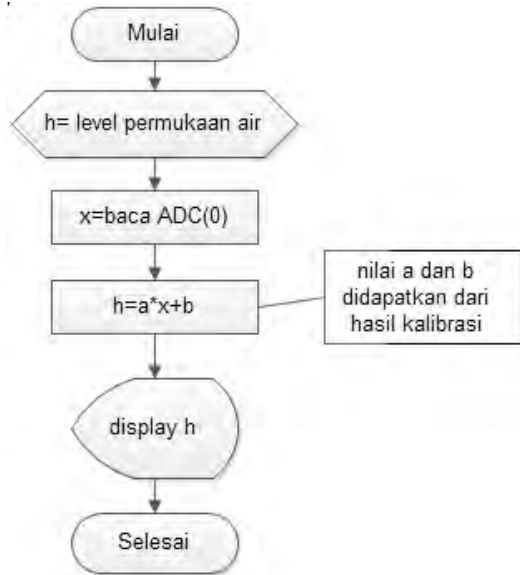 Mulai
h= level permukaan air
x=baca ADC(0)
h=a*x+b
nilai a dan b
didapatkan dari
hasil kalibrasi
display h
Selesai